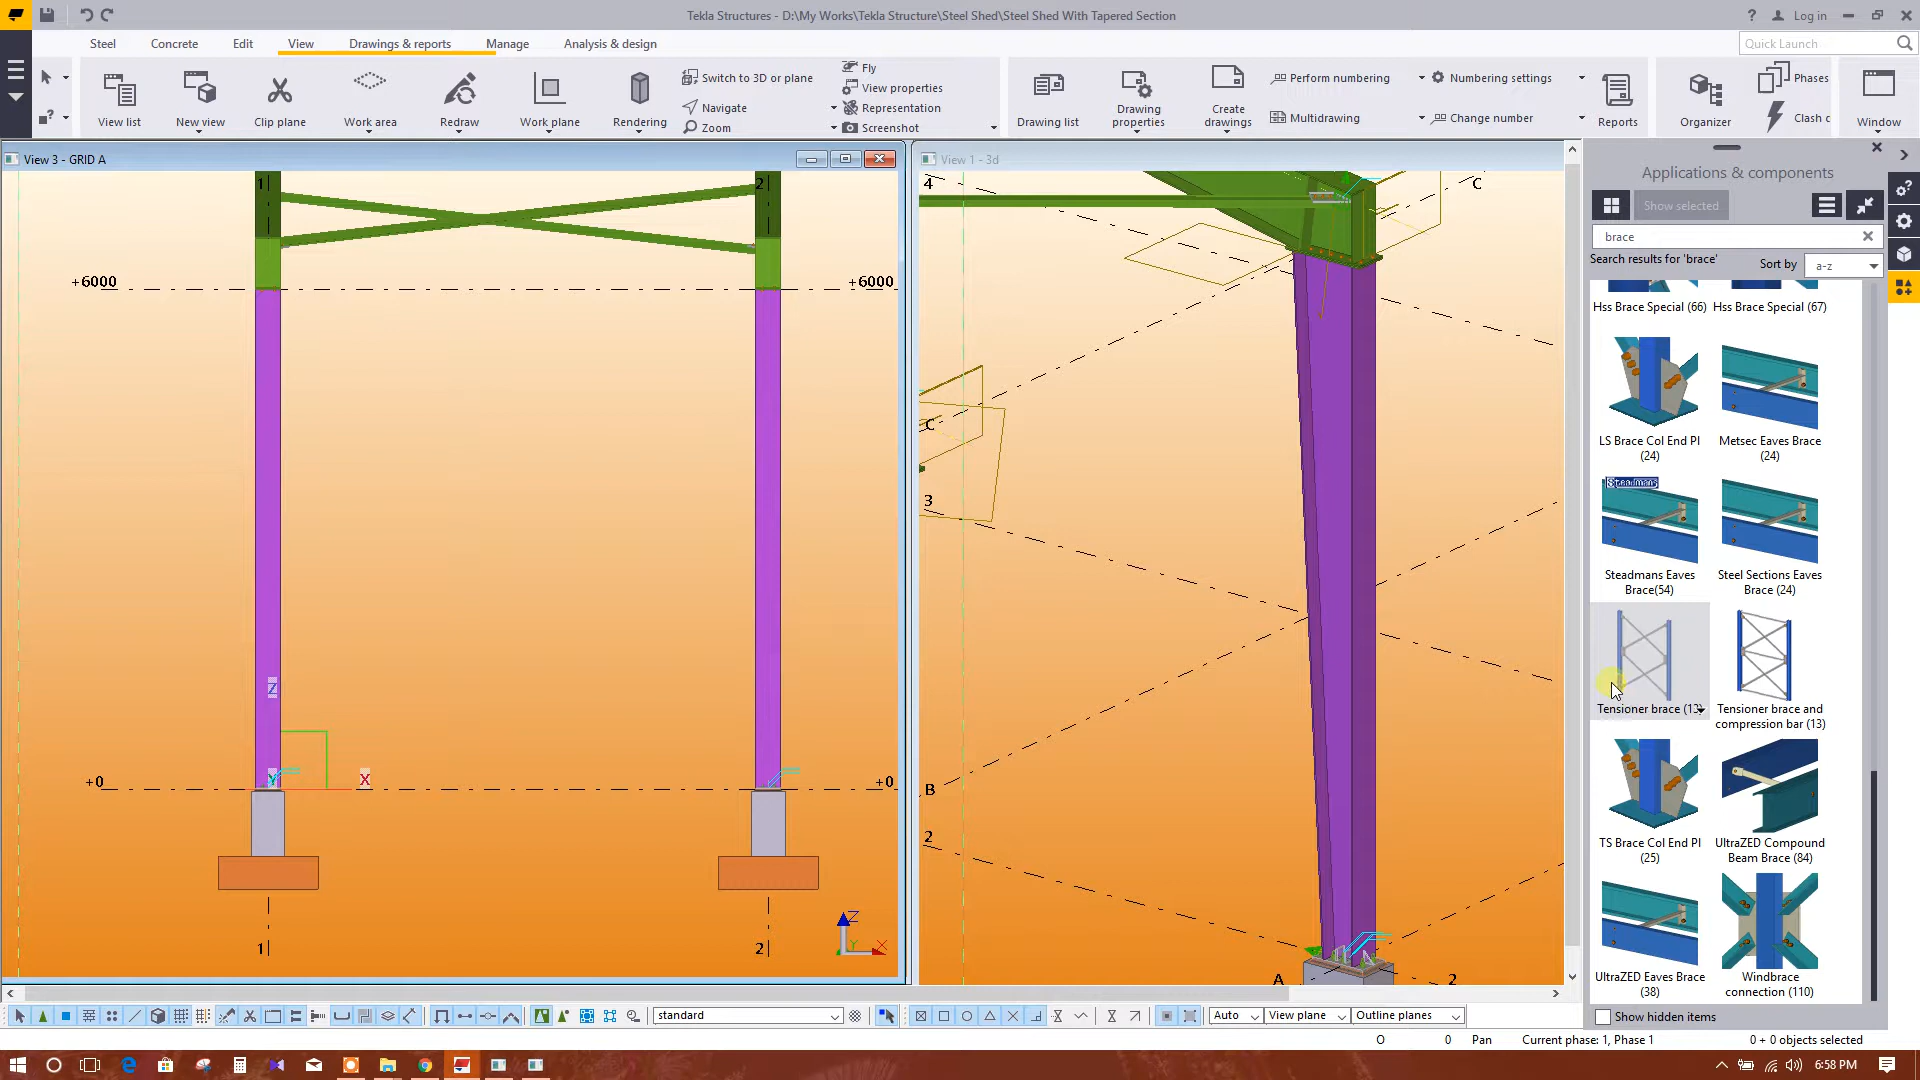 Tekla Structures - D:\My Works\Tekla Structure\Steel Shed\Steel Shed With Tapered Section
? Log in
Steel Concrete Edit View Drawings & reports Manage Analysis & design
Quick Launch
View list
New view
Clip plane
Work area
Redraw
Work plane
Rendering
Switch to 3D or plane
Navigate
Zoom
Fly
View properties
Representation
Screenshot
Drawing list
Drawing properties
Create drawings
Perform numbering
Multidrawing
Numbering settings
Change number
Reports
Organizer
Phases
Clash c
Window
View 3 - GRID A
View 1 - 3d
Applications & components
Show selected
brace
Search results for 'brace'
Sort by
a-z
Hss Brace Special (66)
Hss Brace Special (67)
LS Brace Col End Pl (24)
Metsec Eaves Brace (24)
Steadmans
Steadmans Eaves Brace(54)
Steel Sections Eaves Brace (24)
Tensioner brace (13)
Tensioner brace and compression bar (13)
TS Brace Col End Pl (25)
UltraZED Compound Beam Brace (84)
UltraZED Eaves Brace (38)
Windbrace connection (110)
Show hidden items
1
2
+6000
+6000
Z
Y
X
+0
+0
1
2
Z
Y
X
4
C
C
3
B
2
A
2
standard
Auto
View plane
Outline planes
O 0 Pan Current phase: 1, Phase 1 0 + 0 objects selected
6:58 PM